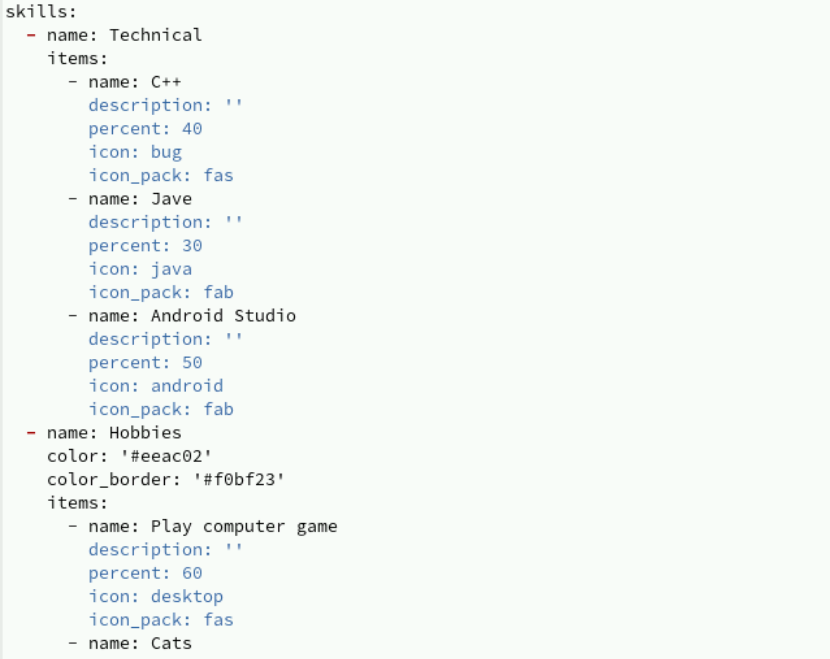 skills:
  - name: Technical
    items:
      - name: C++
        description: ''
        percent: 40
        icon: bug
        icon_pack: fas
      - name: Jave
        description: ''
        percent: 30
        icon: java
        icon_pack: fab
      - name: Android Studio
        description: ''
        percent: 50
        icon: android
        icon_pack: fab
  - name: Hobbies
    color: '#eeac02'
    color_border: '#f0bf23'
    items:
      - name: Play computer game
        description: ''
        percent: 60
        icon: desktop
        icon_pack: fas
      - name: Cats